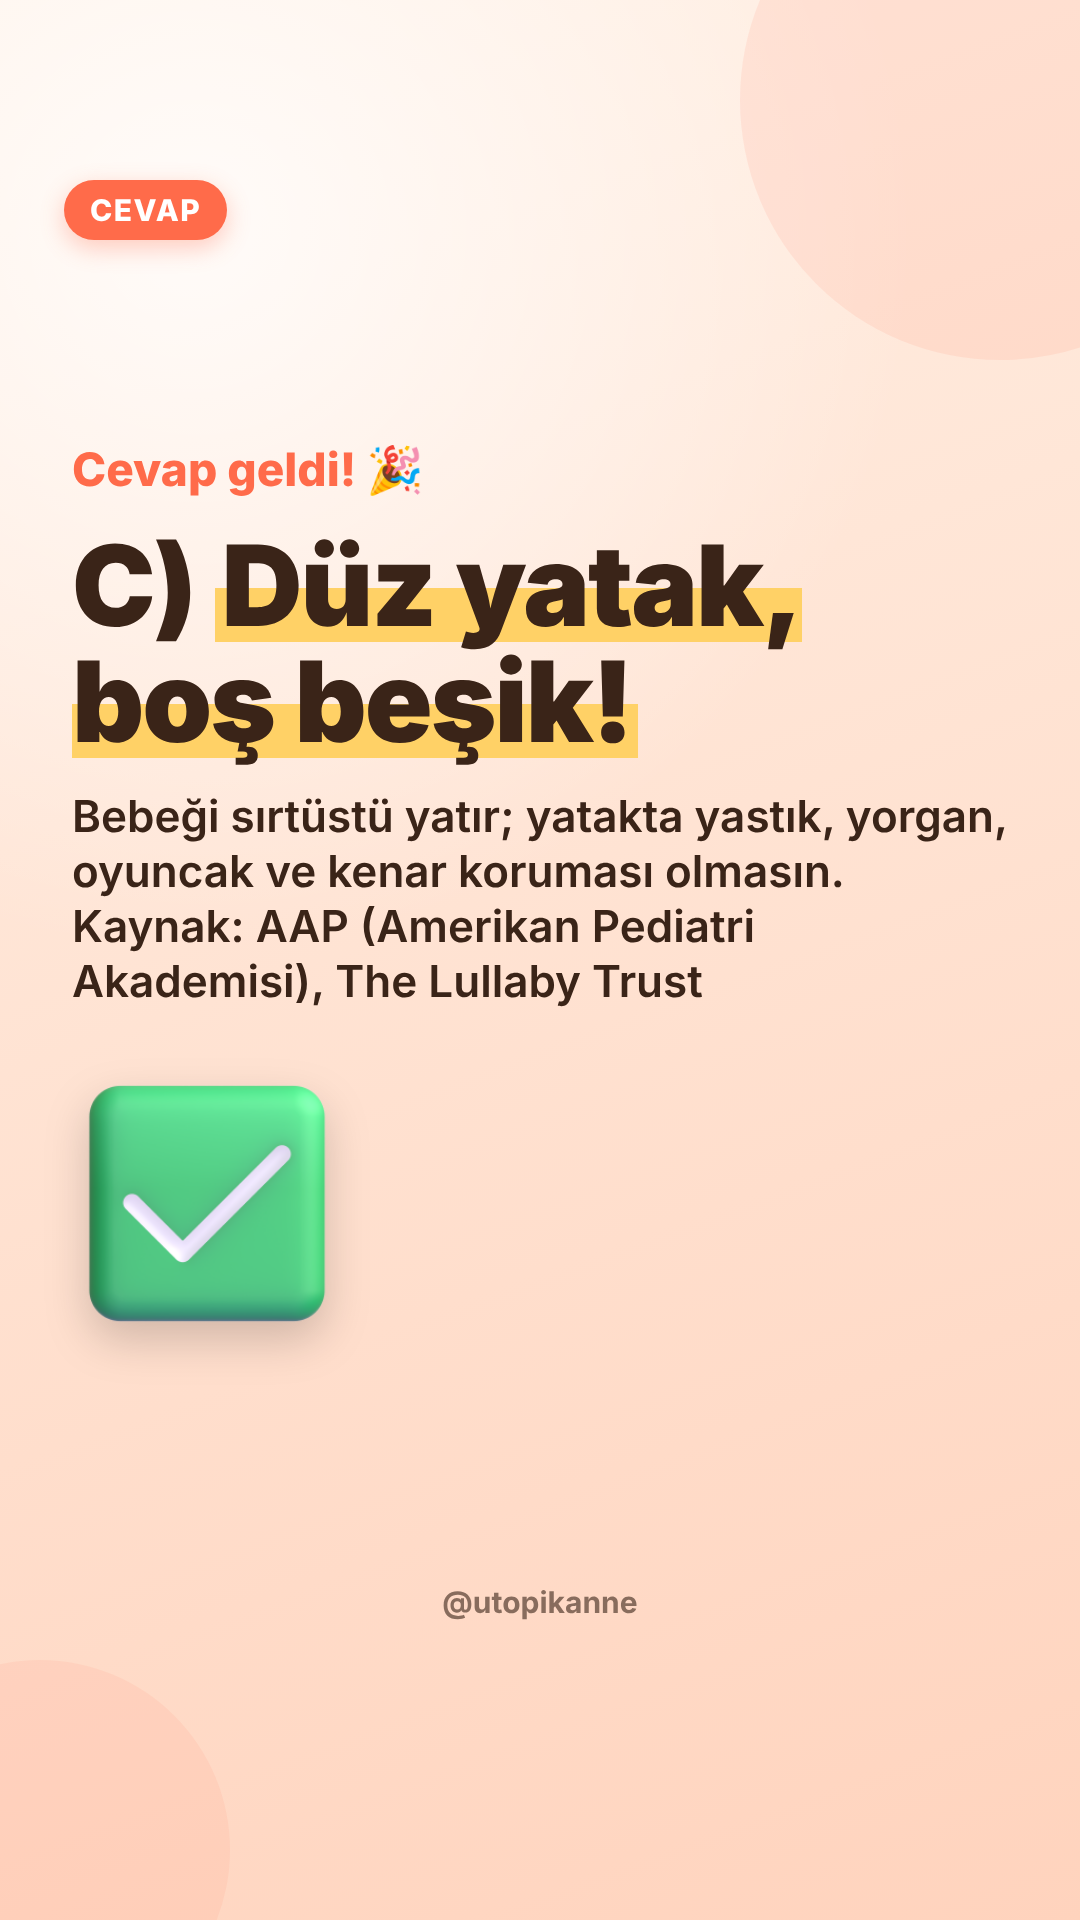 CEVAP
Cevap geldi! 🎉
C) Düz yatak,
boş beşik!
Bebeği sırtüstü yatır; yatakta yastık, yorgan,
oyuncak ve kenar koruması olmasın.
Kaynak: AAP (Amerikan Pediatri
Akademisi), The Lullaby Trust
@utopikanne